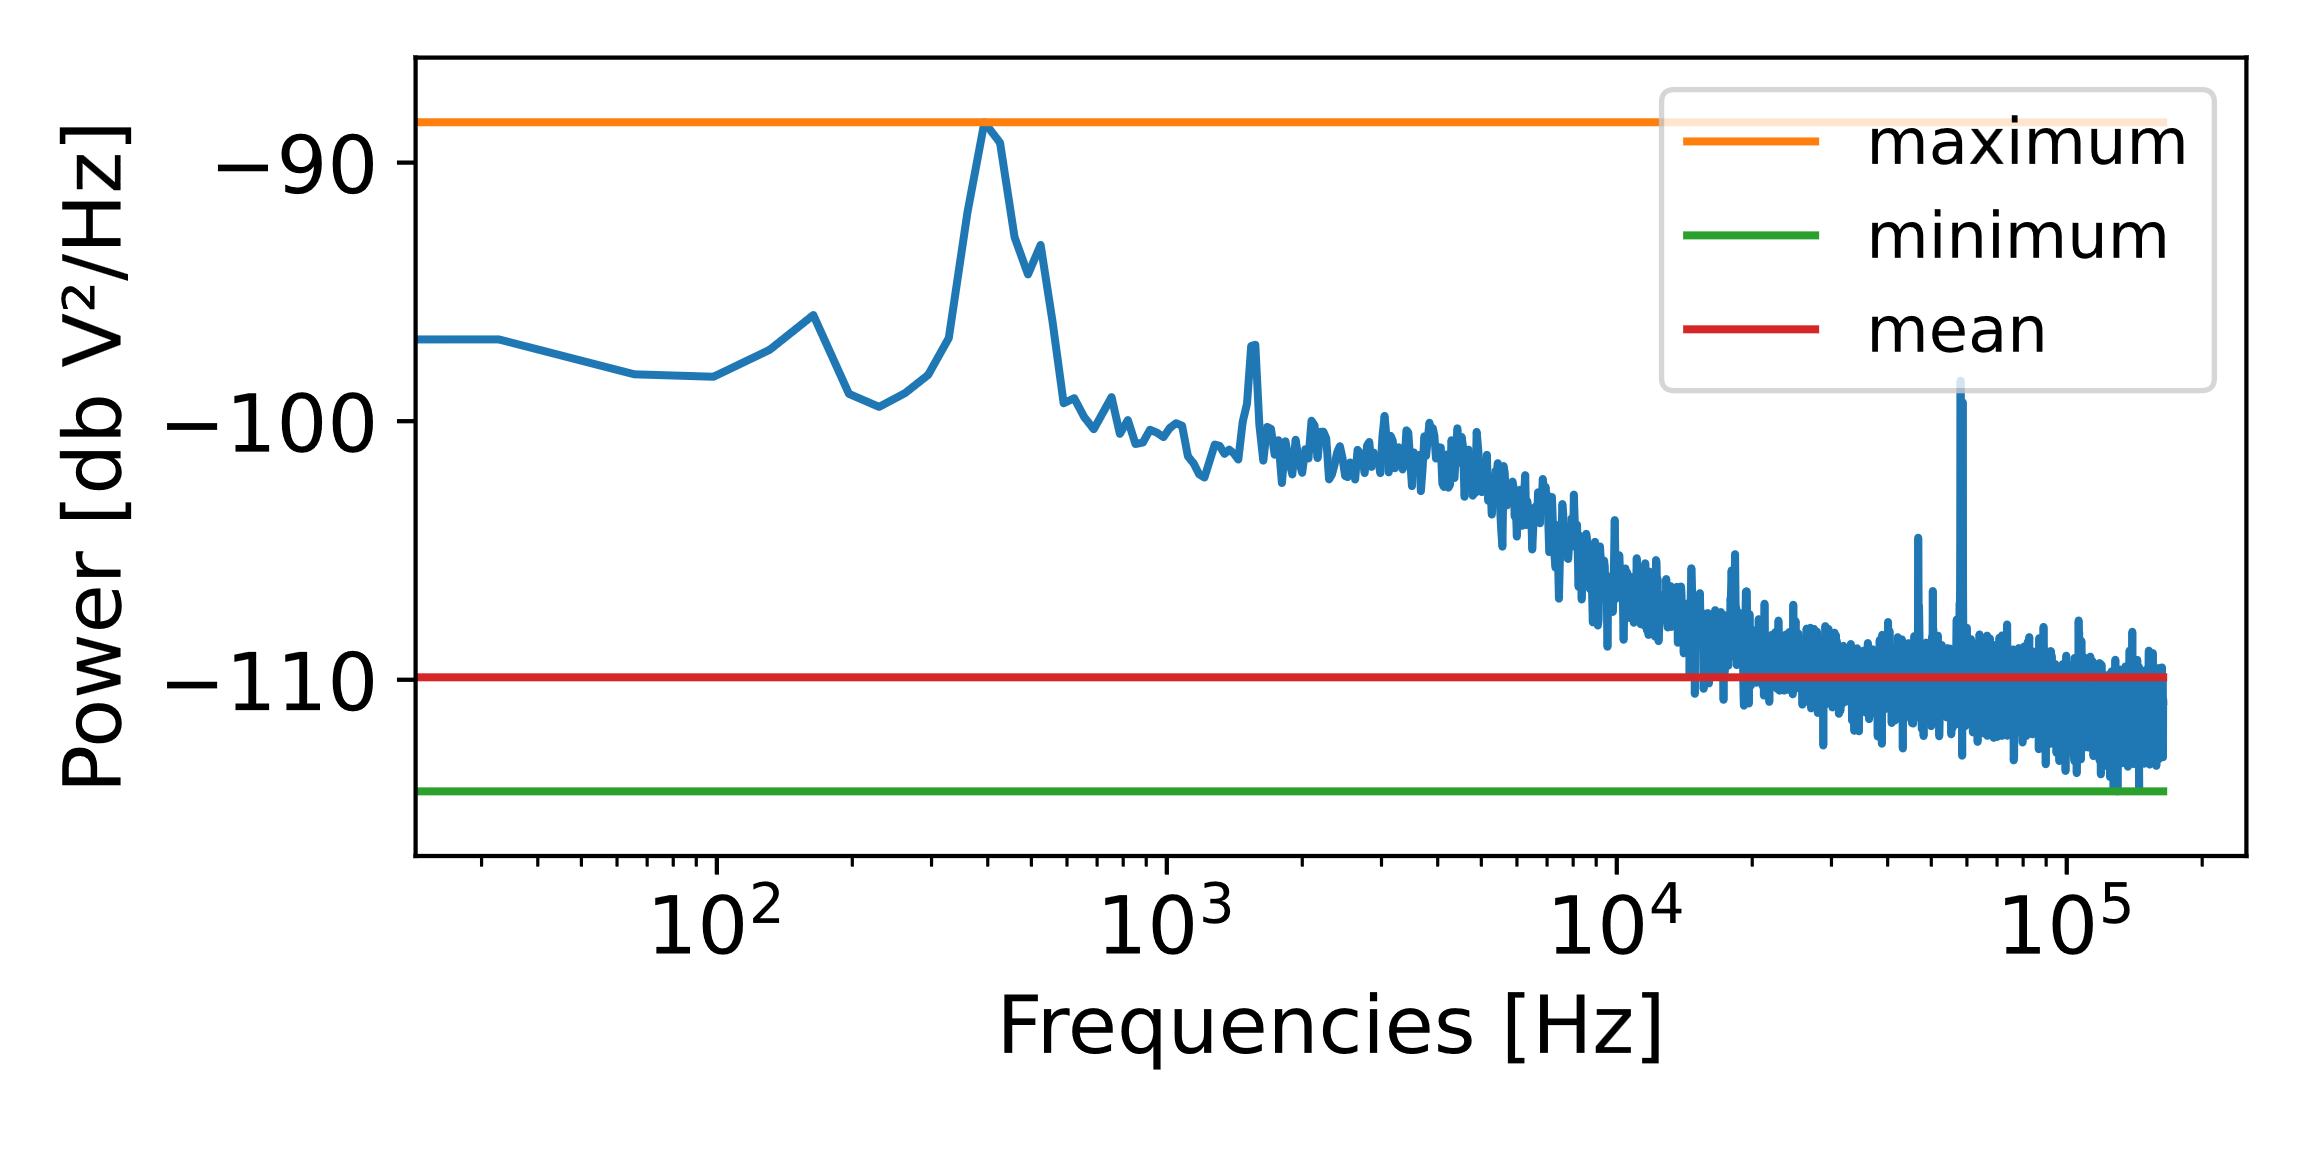 Power [db V²/Hz]
−90
−100
−110
maximum
minimum
mean
10²
10³
10⁴
10⁵
Frequencies [Hz]